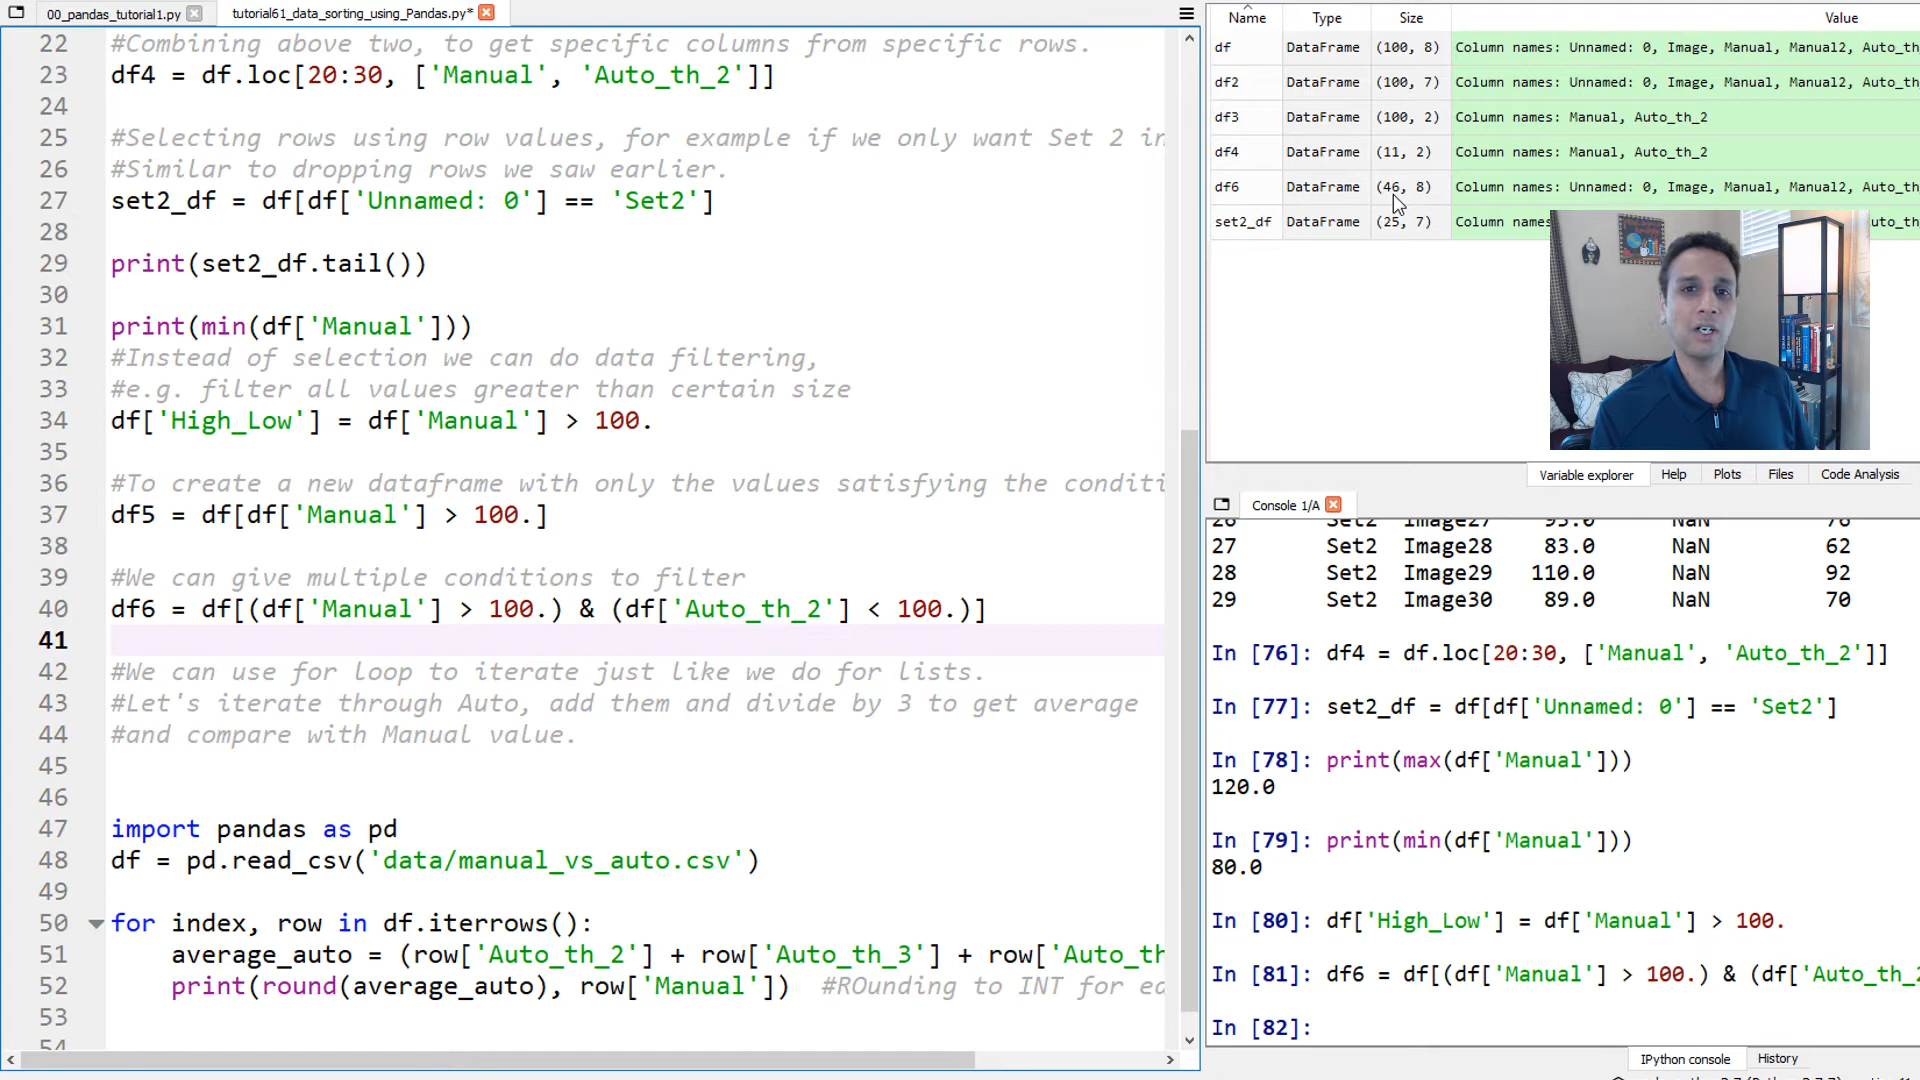 00_pandas_tutorial1.py
tutorial61_data_sorting_using_Pandas.py*
22 #Combining above two, to get specific columns from specific rows.
23 df4 = df.loc[20:30, ['Manual', 'Auto_th_2']]
24
25 #Selecting rows using row values, for example if we only want Set 2 in
26 #Similar to dropping rows we saw earlier.
27 set2_df = df[df['Unnamed: 0'] == 'Set2']
28
29 print(set2_df.tail())
30
31 print(min(df['Manual']))
32 #Instead of selection we can do data filtering,
33 #e.g. filter all values greater than certain size
34 df['High_Low'] = df['Manual'] > 100.
35
36 #To create a new dataframe with only the values satisfying the conditi
37 df5 = df[df['Manual'] > 100.]
38
39 #We can give multiple conditions to filter
40 df6 = df[(df['Manual'] > 100.) & (df['Auto_th_2'] < 100.)]
41
42 #We can use for loop to iterate just like we do for lists.
43 #Let's iterate through Auto, add them and divide by 3 to get average
44 #and compare with Manual value.
45
46
47 import pandas as pd
48 df = pd.read_csv('data/manual_vs_auto.csv')
49
50 for index, row in df.iterrows():
51 average_auto = (row['Auto_th_2'] + row['Auto_th_3'] + row['Auto_th
52 print(round(average_auto), row['Manual']) #ROunding to INT for ea
53
54
Name Type Size Value
df DataFrame (100, 8) Column names: Unnamed: 0, Image, Manual, Manual2, Auto_th
df2 DataFrame (100, 7) Column names: Unnamed: 0, Image, Manual, Manual2, Auto_th
df3 DataFrame (100, 2) Column names: Manual, Auto_th_2
df4 DataFrame (11, 2) Column names: Manual, Auto_th_2
df6 DataFrame (46, 8) Column names: Unnamed: 0, Image, Manual, Manual2, Auto_th
set2_df DataFrame (25, 7) Column names uto_th
Variable explorer Help Plots Files Code Analysis
Console 1/A
27 Set2 Image28 83.0 NaN 62
28 Set2 Image29 110.0 NaN 92
29 Set2 Image30 89.0 NaN 70
In [76]: df4 = df.loc[20:30, ['Manual', 'Auto_th_2']]
In [77]: set2_df = df[df['Unnamed: 0'] == 'Set2']
In [78]: print(max(df['Manual']))
120.0
In [79]: print(min(df['Manual']))
80.0
In [80]: df['High_Low'] = df['Manual'] > 100.
In [81]: df6 = df[(df['Manual'] > 100.) & (df['Auto_th_2
In [82]:
IPython console History